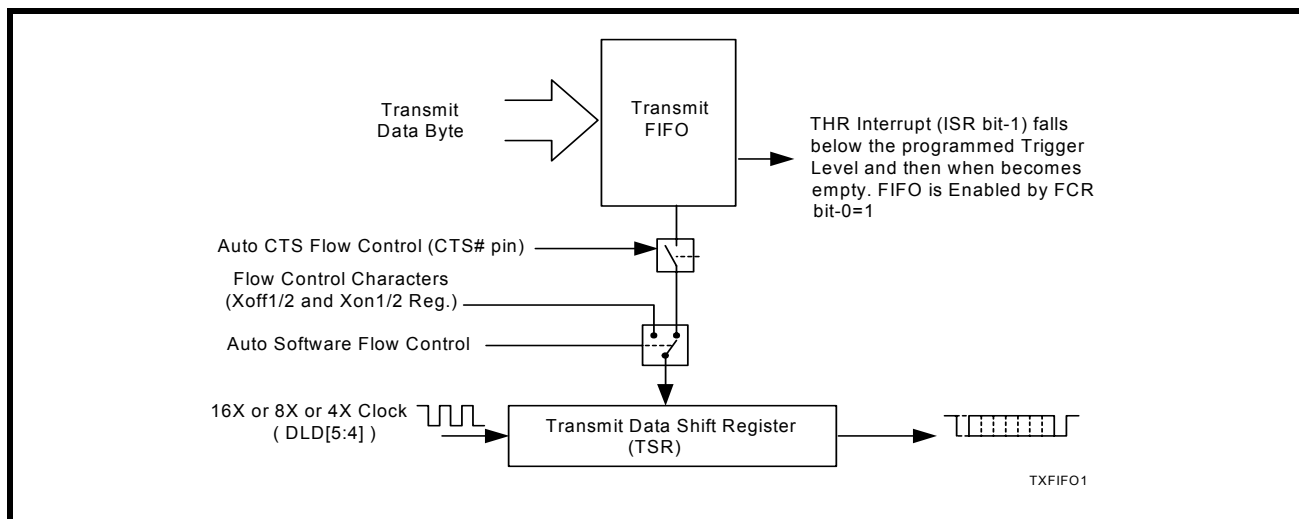 Transmit
Data Byte
Transmit
FIFO
THR Interrupt (ISR bit-1) falls
below the programmed Trigger
Level and then when becomes
empty. FIFO is Enabled by FCR
bit-0=1
Auto CTS Flow Control (CTS# pin)
Flow Control Characters
(Xoff1/2 and Xon1/2 Reg.)
Auto Software Flow Control
16X or 8X or 4X Clock
( DLD[5:4] )
Transmit Data Shift Register
(TSR)
TXFIFO1